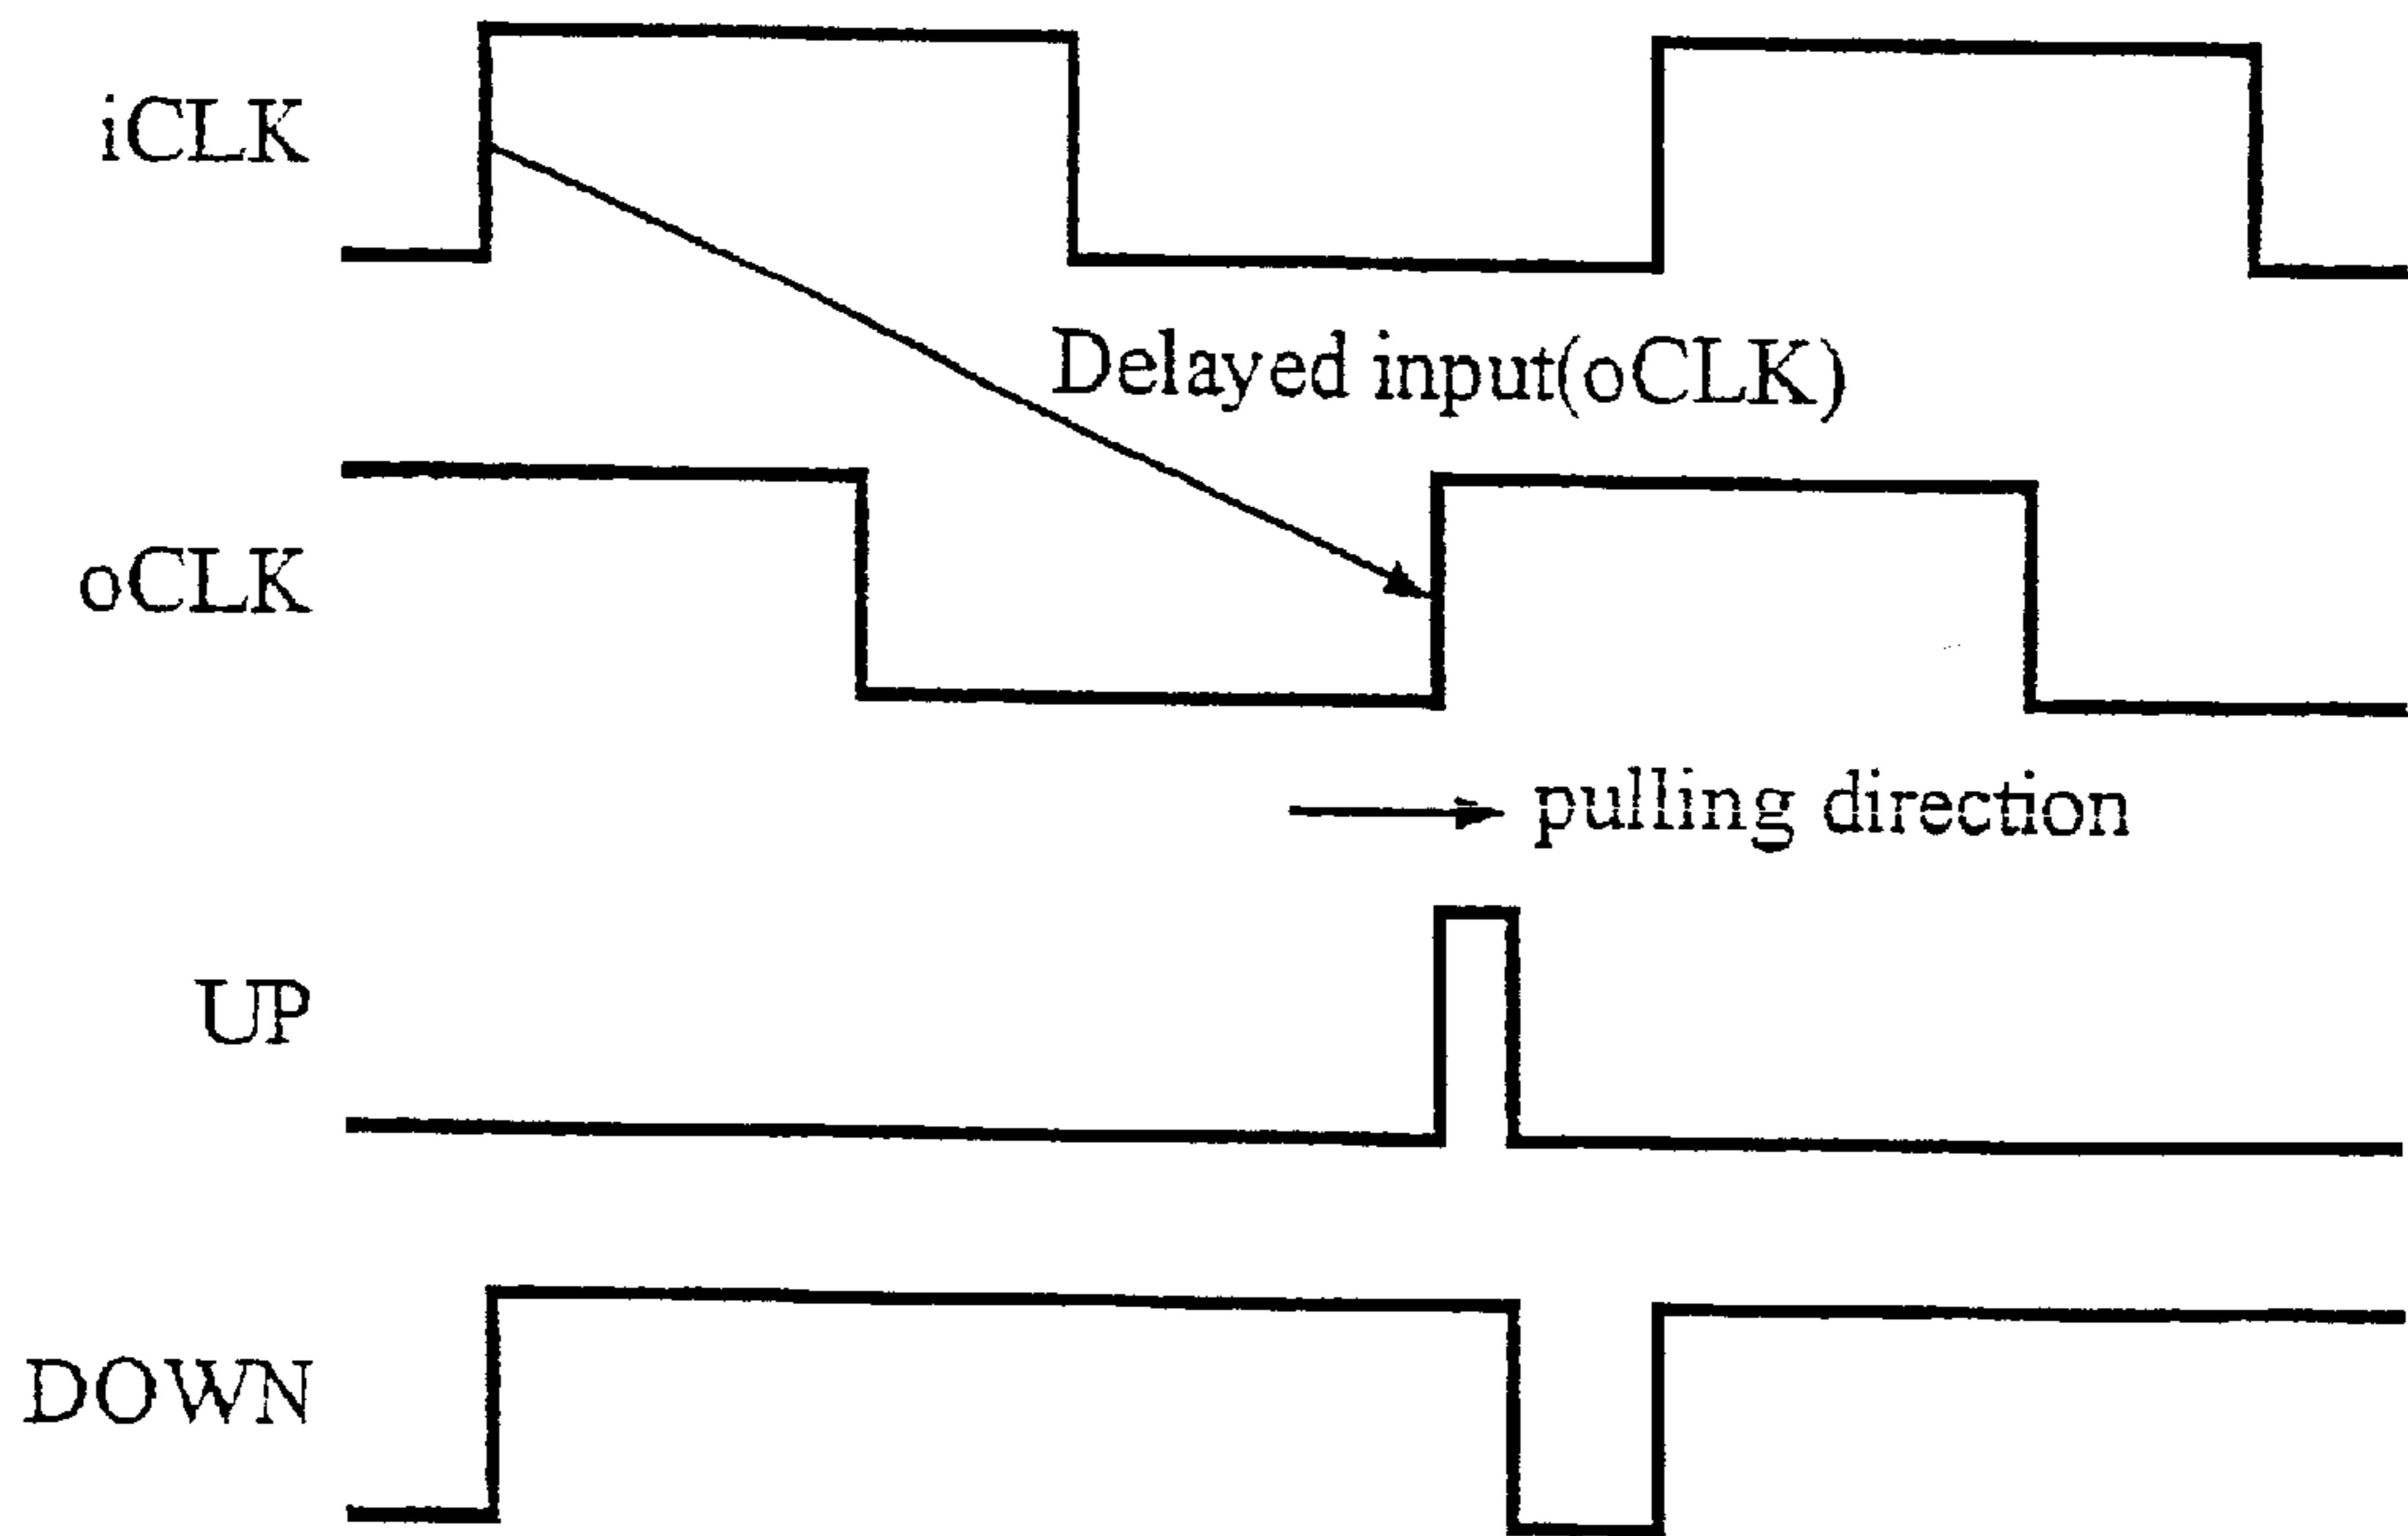 iCLK
Delayed input(oCLK)
oCLK
pulling direction
UP
DOWN